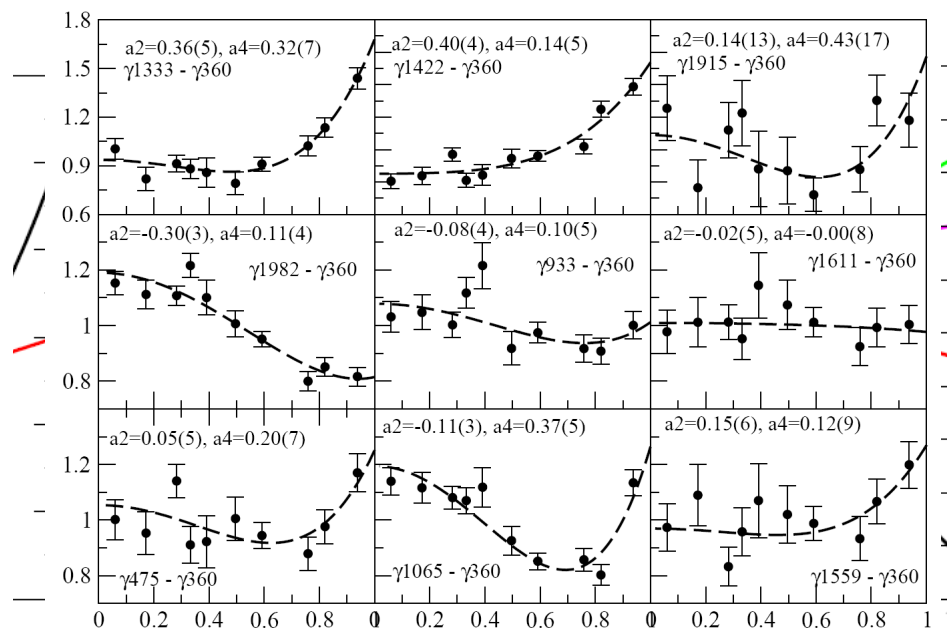 1.8
1.5
1.2
0.9
0.6
a2=0.36(5), a4=0.32(7)
γ1333 - γ360
a2=0.40(4) a4=0.14(5)
γ1422 - γ360
a2=0.14(13), a4=0.43(17)
γ1915 - γ360
1.2
1
0.8
a2=-0.30(3), a4=0.11(4)
γ1982 - γ360
a2=-0.08(4), a4=0.10(5)
γ933 - γ360
a2=-0.02(5), a4=-0.00(8)
γ1611 - γ360
1.2
1
0.8
a2=0.05(5), a4=0.20(7)
γ475 - γ360
a2=-0.11(3), a4=0.37(5)
γ1065 - γ360
a2=0.15(6), a4=0.12(9)
γ1559 - γ360
0 0.2 0.4 0.6 0.8 0 0.2 0.4 0.6 0.8 0 0.2 0.4 0.6 0.8 1